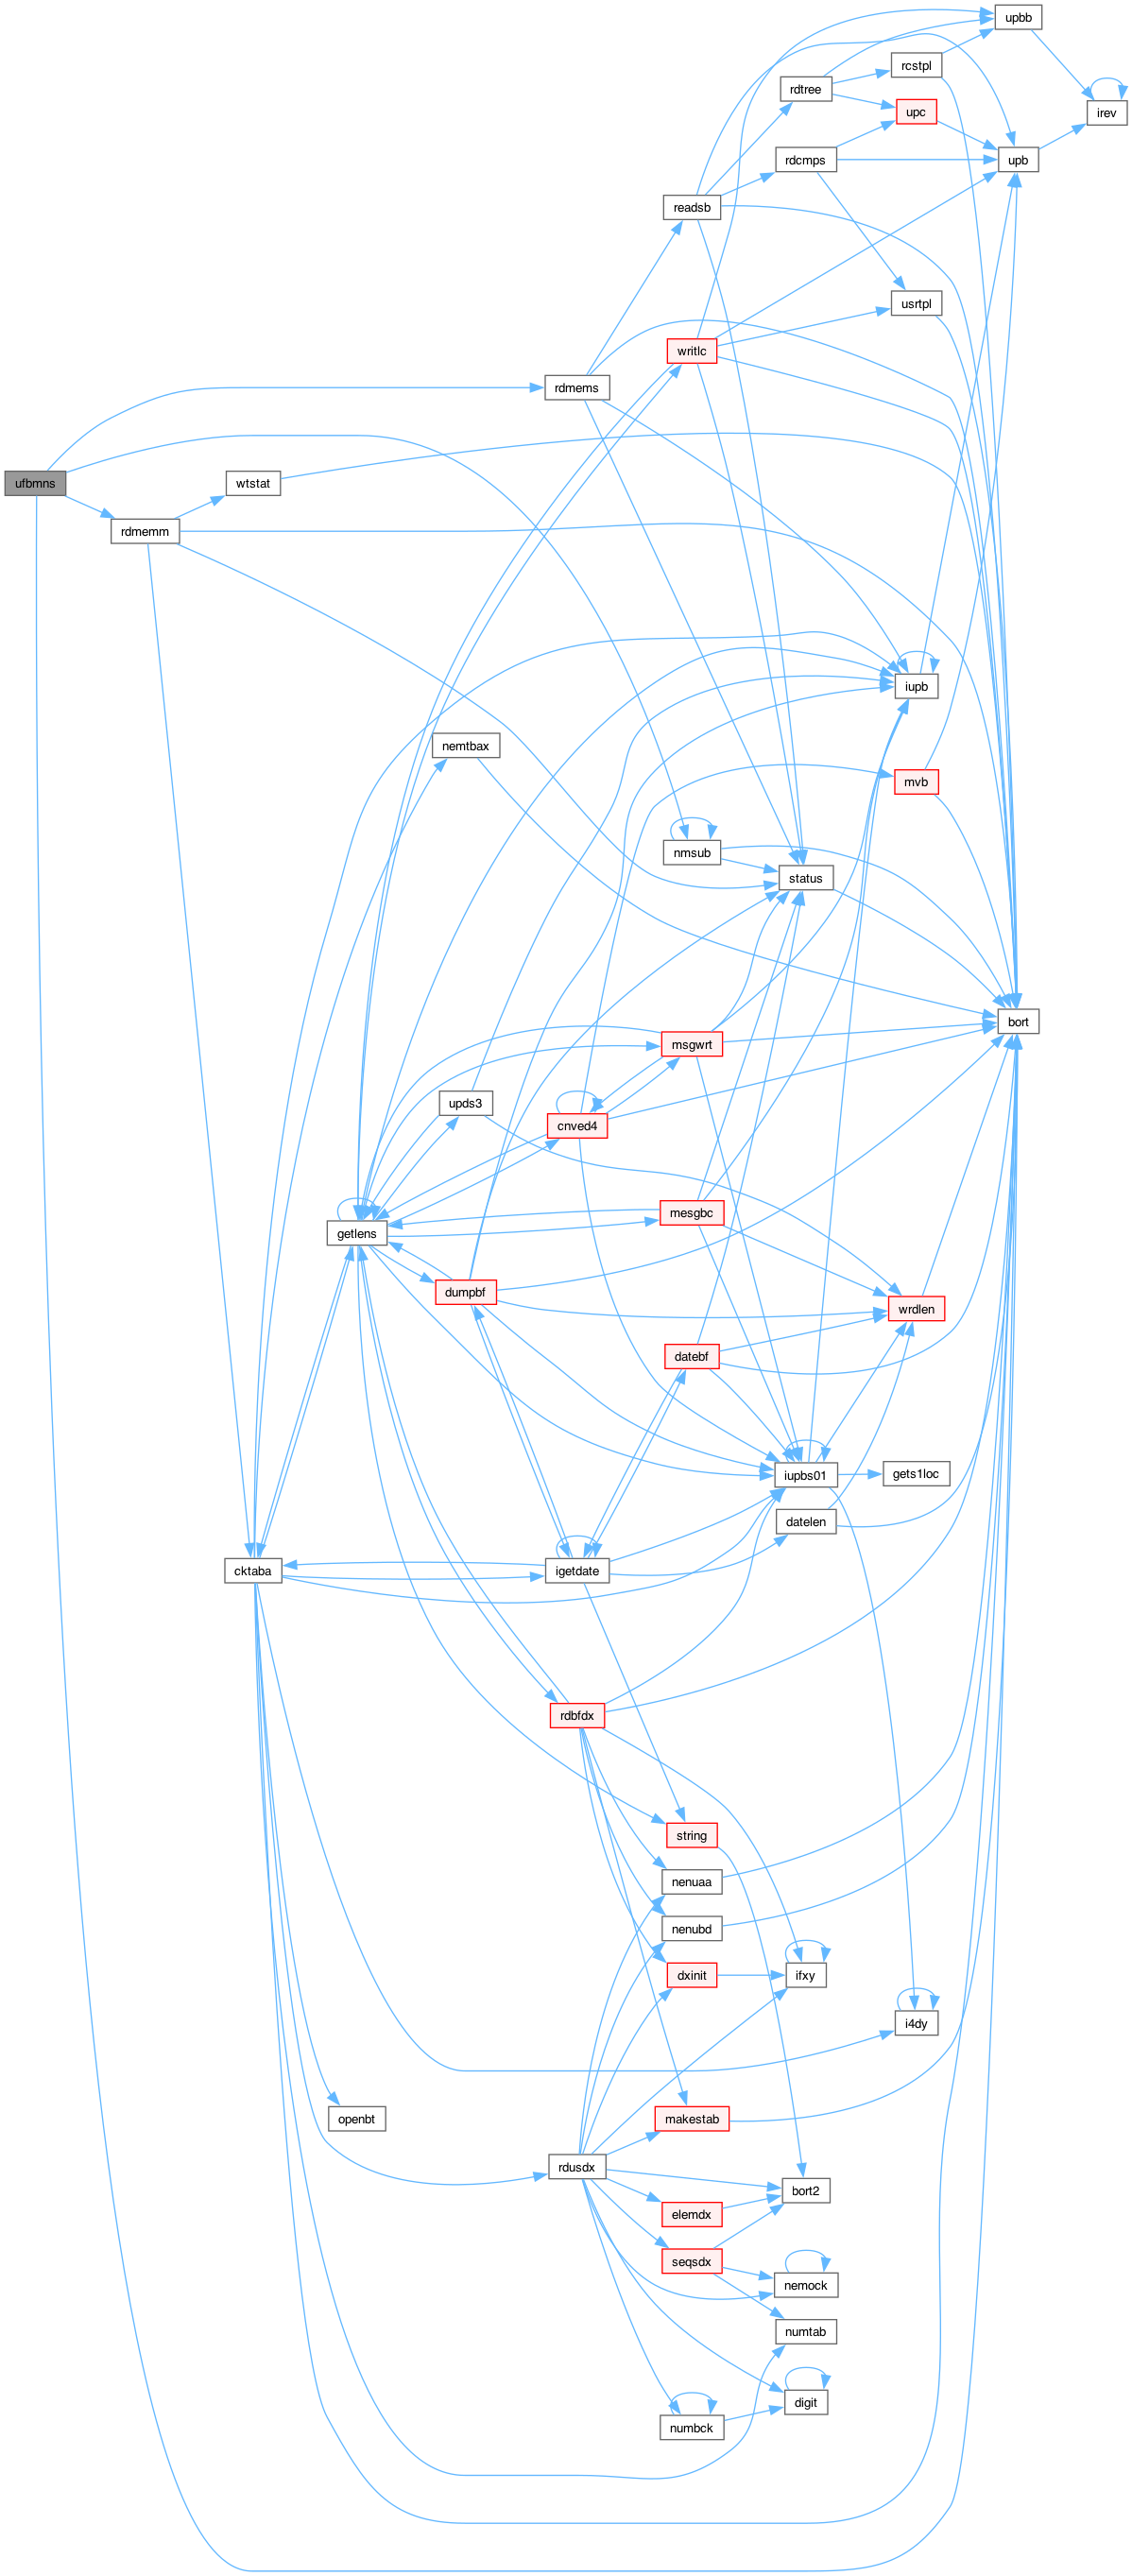 upbb
rcstpl
rdtree
irev
upc
upb
rdcmps
readsb
usrtpl
writlc
rdmems
ufbmns
wtstat
rdmemm
iupb
nemtbax
mvb
nmsub
status
bort
msgwrt
upds3
cnved4
mesgbc
getlens
dumpbf
wrdlen
datebf
iupbs01
gets1loc
datelen
cktaba
igetdate
rdbfdx
string
nenuaa
nenubd
dxinit
ifxy
i4dy
openbt
makestab
rdusdx
bort2
elemdx
seqsdx
nemock
numtab
digit
numbck